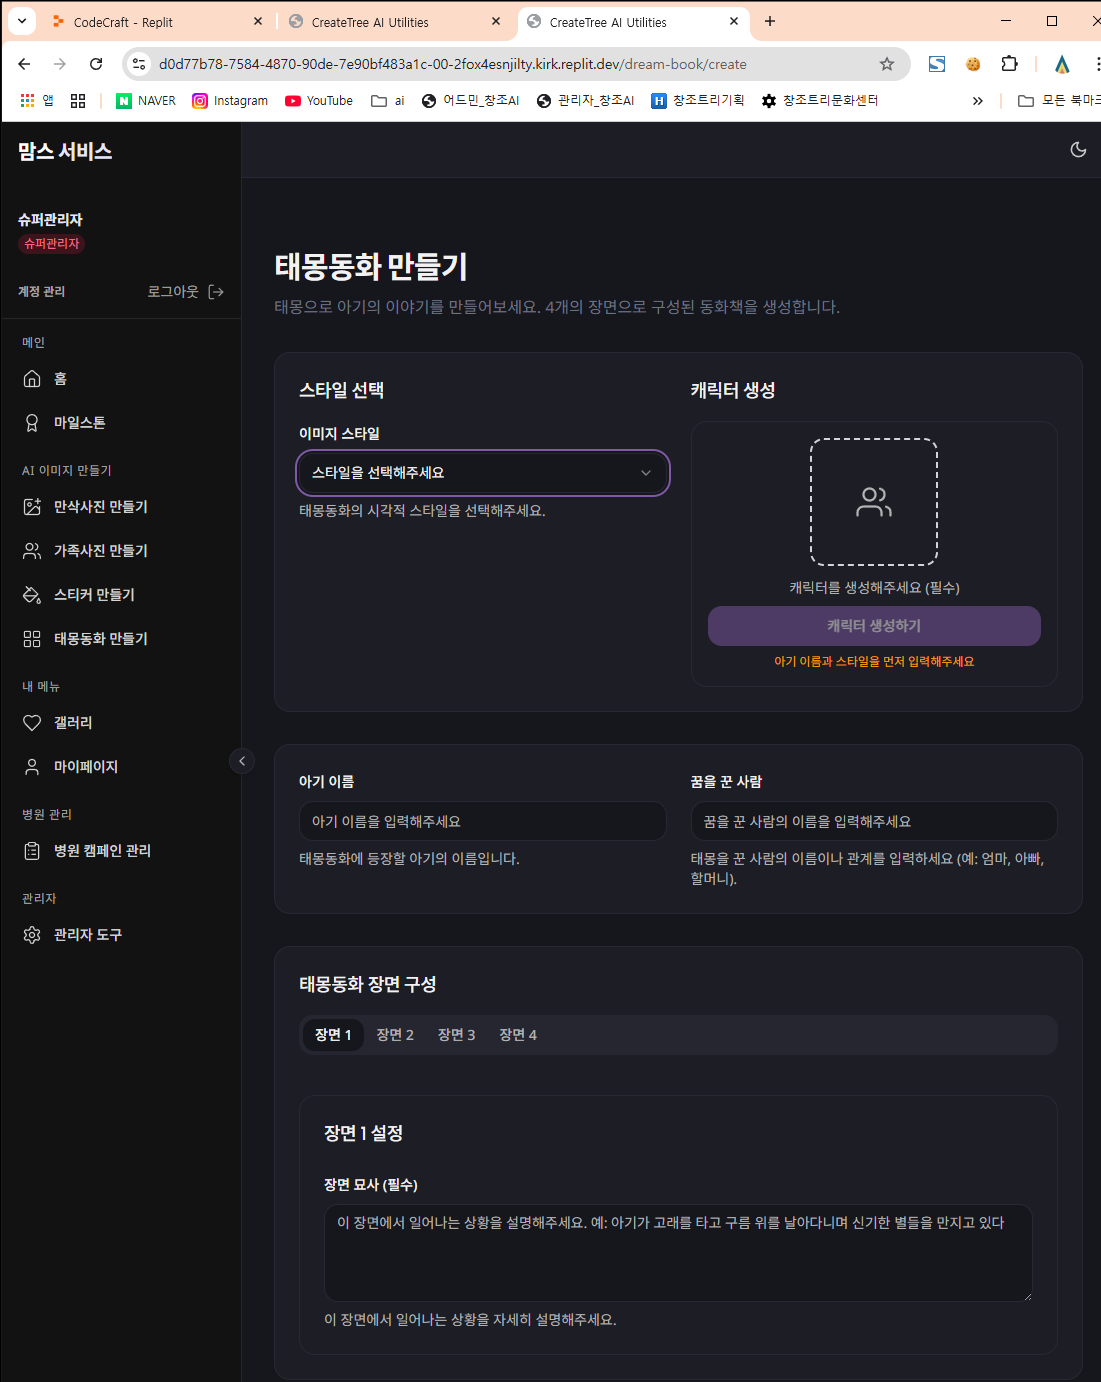 CodeCraft - Replit
CreateTree AI Utilities
CreateTree AI Utilities
d0d77b78-7584-4870-90de-7e90bf483a1c-00-2fox4esnjilty.kirk.replit.dev/dream-book/create
앱
NAVER
Instagram
YouTube
ai
어드민_창조AI
관리자_창조AI
창조트리기획
창조트리문화센터
모든 북마크
맘스 서비스
슈퍼관리자
슈퍼관리자
계정 관리
로그아웃
메인
홈
마일스톤
AI 이미지 만들기
만삭사진 만들기
가족사진 만들기
스티커 만들기
태몽동화 만들기
내 메뉴
갤러리
마이페이지
병원 관리
병원 캠페인 관리
관리자
관리자 도구
태몽동화 만들기
태몽으로 아기의 이야기를 만들어보세요. 4개의 장면으로 구성된 동화책을 생성합니다.
스타일 선택
이미지 스타일
스타일을 선택해주세요
태몽동화의 시각적 스타일을 선택해주세요.
캐릭터 생성
캐릭터를 생성해주세요 (필수)
캐릭터 생성하기
아기 이름과 스타일을 먼저 입력해주세요
아기 이름
아기 이름을 입력해주세요
태몽동화에 등장할 아기의 이름입니다.
꿈을 꾼 사람
꿈을 꾼 사람의 이름을 입력해주세요
태몽을 꾼 사람의 이름이나 관계를 입력하세요 (예: 엄마, 아빠,
할머니).
태몽동화 장면 구성
장면 1
장면 2
장면 3
장면 4
장면 1 설정
장면 묘사 (필수)
이 장면에서 일어나는 상황을 설명해주세요. 예: 아기가 고래를 타고 구름 위를 날아다니며 신기한 별들을 만지고 있다
이 장면에서 일어나는 상황을 자세히 설명해주세요.